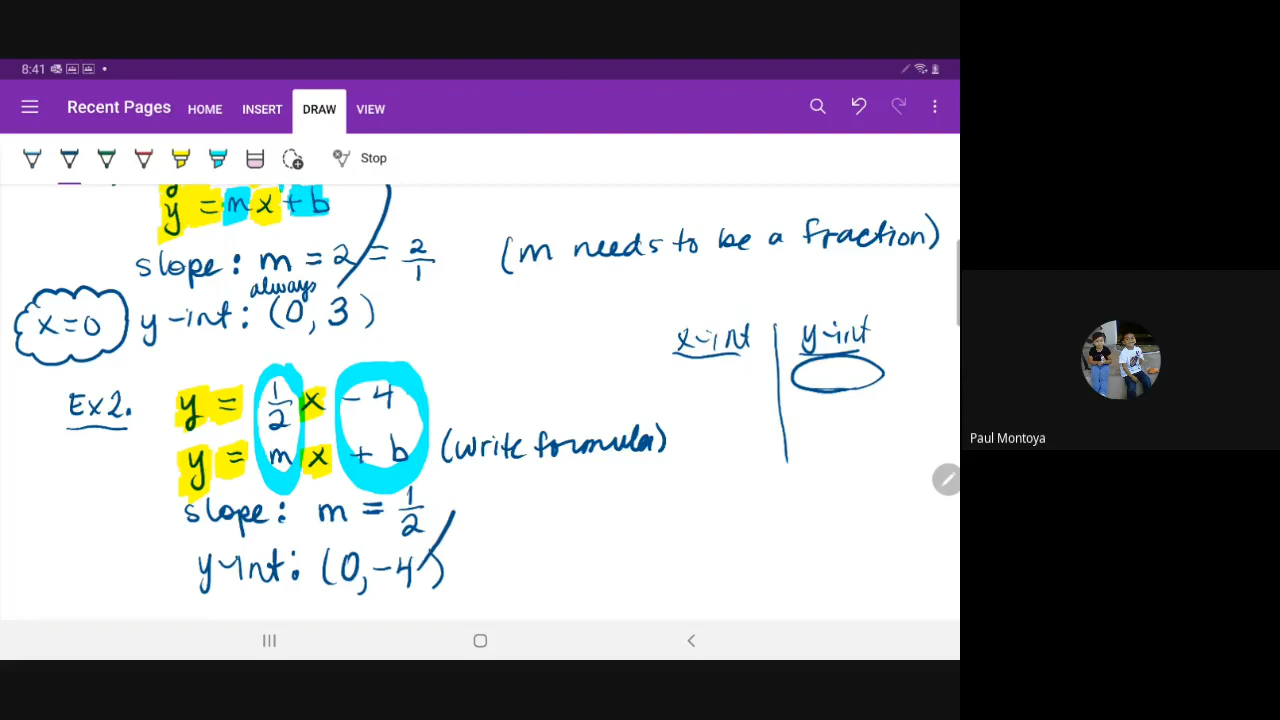 8:41
Recent Pages HOME INSERT DRAW VIEW
Stop
y = mx + b
slope: m = 2 = 2/1 (m needs to be a fraction)
always
x=0 y-int: (0, 3)
x-int y-int
Ex2. y = 1/2 x - 4
y = mx + b (write formula)
slope: m = 1/2
y-int: (0, -4)
Paul Montoya